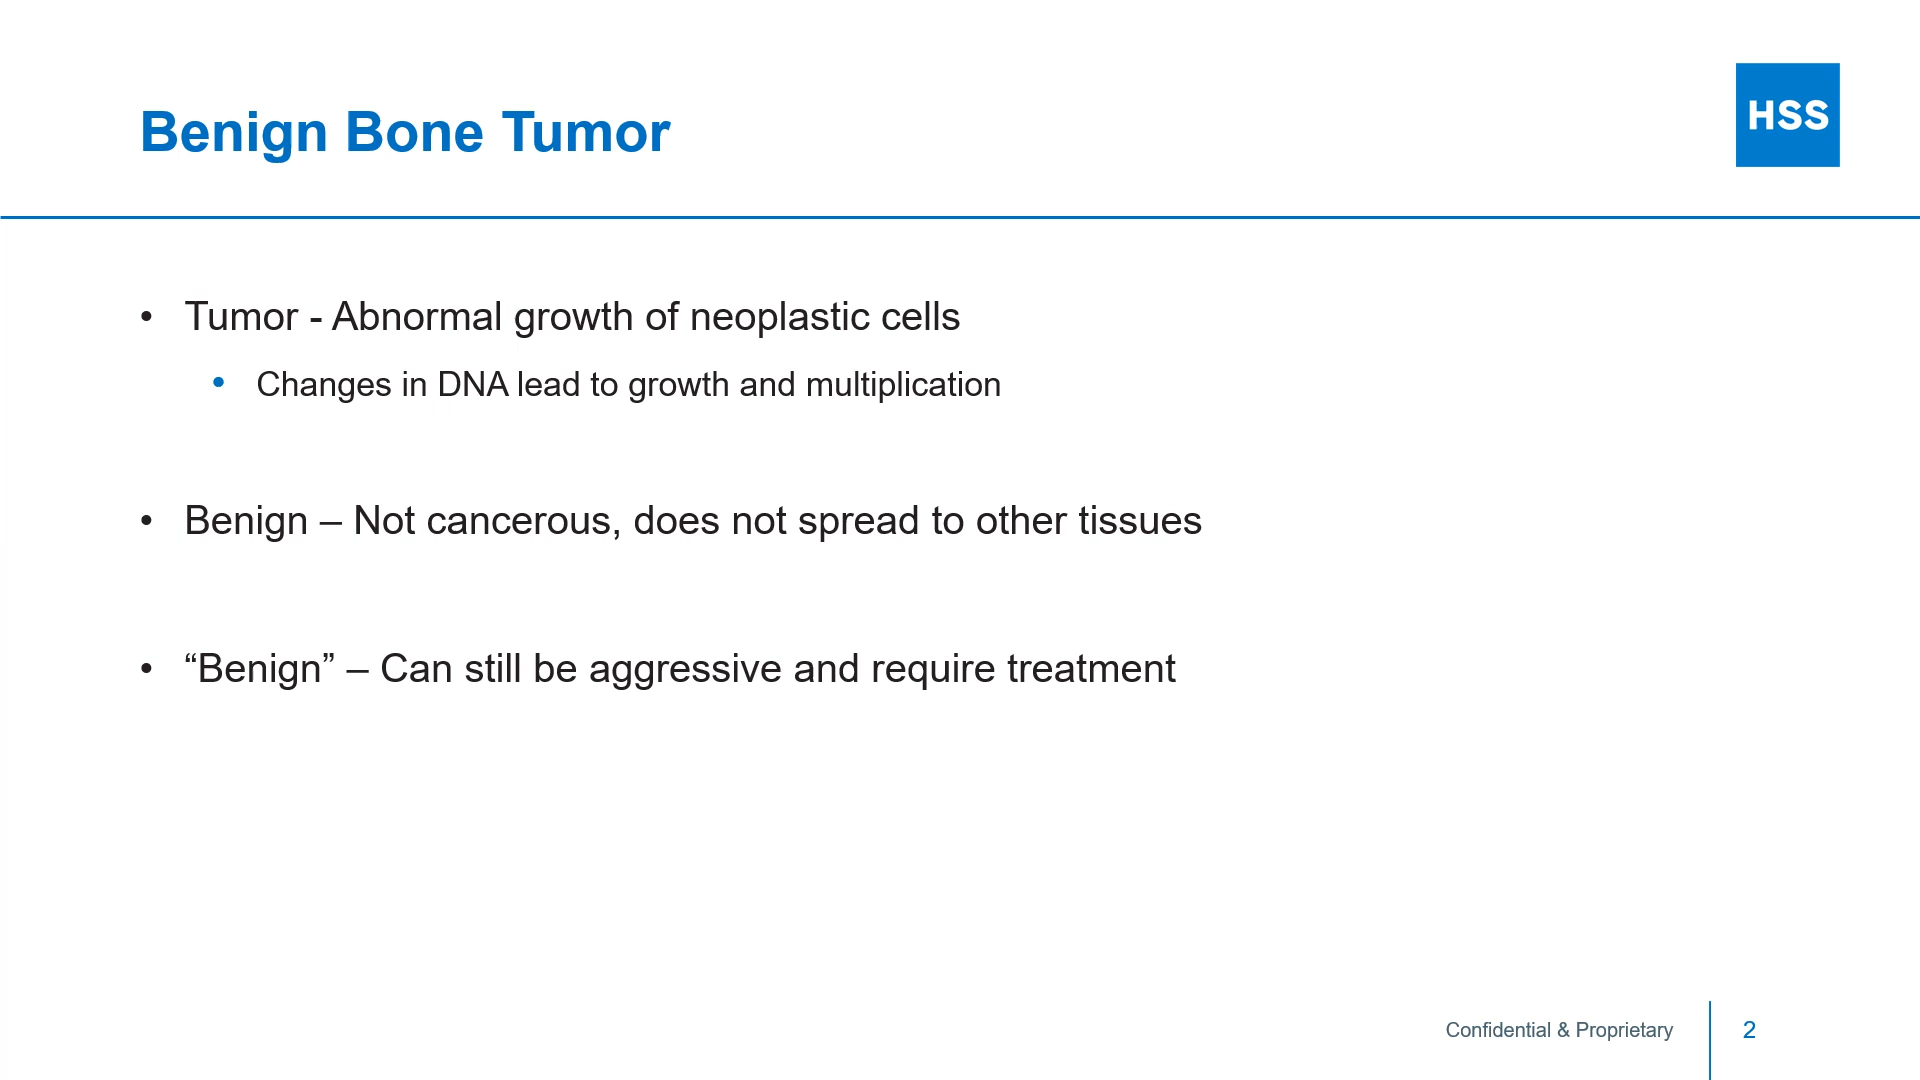 Benign Bone Tumor
HSS
• Tumor - Abnormal growth of neoplastic cells
• Changes in DNA lead to growth and multiplication
• Benign – Not cancerous, does not spread to other tissues
• “Benign” – Can still be aggressive and require treatment
Confidential & Proprietary
2